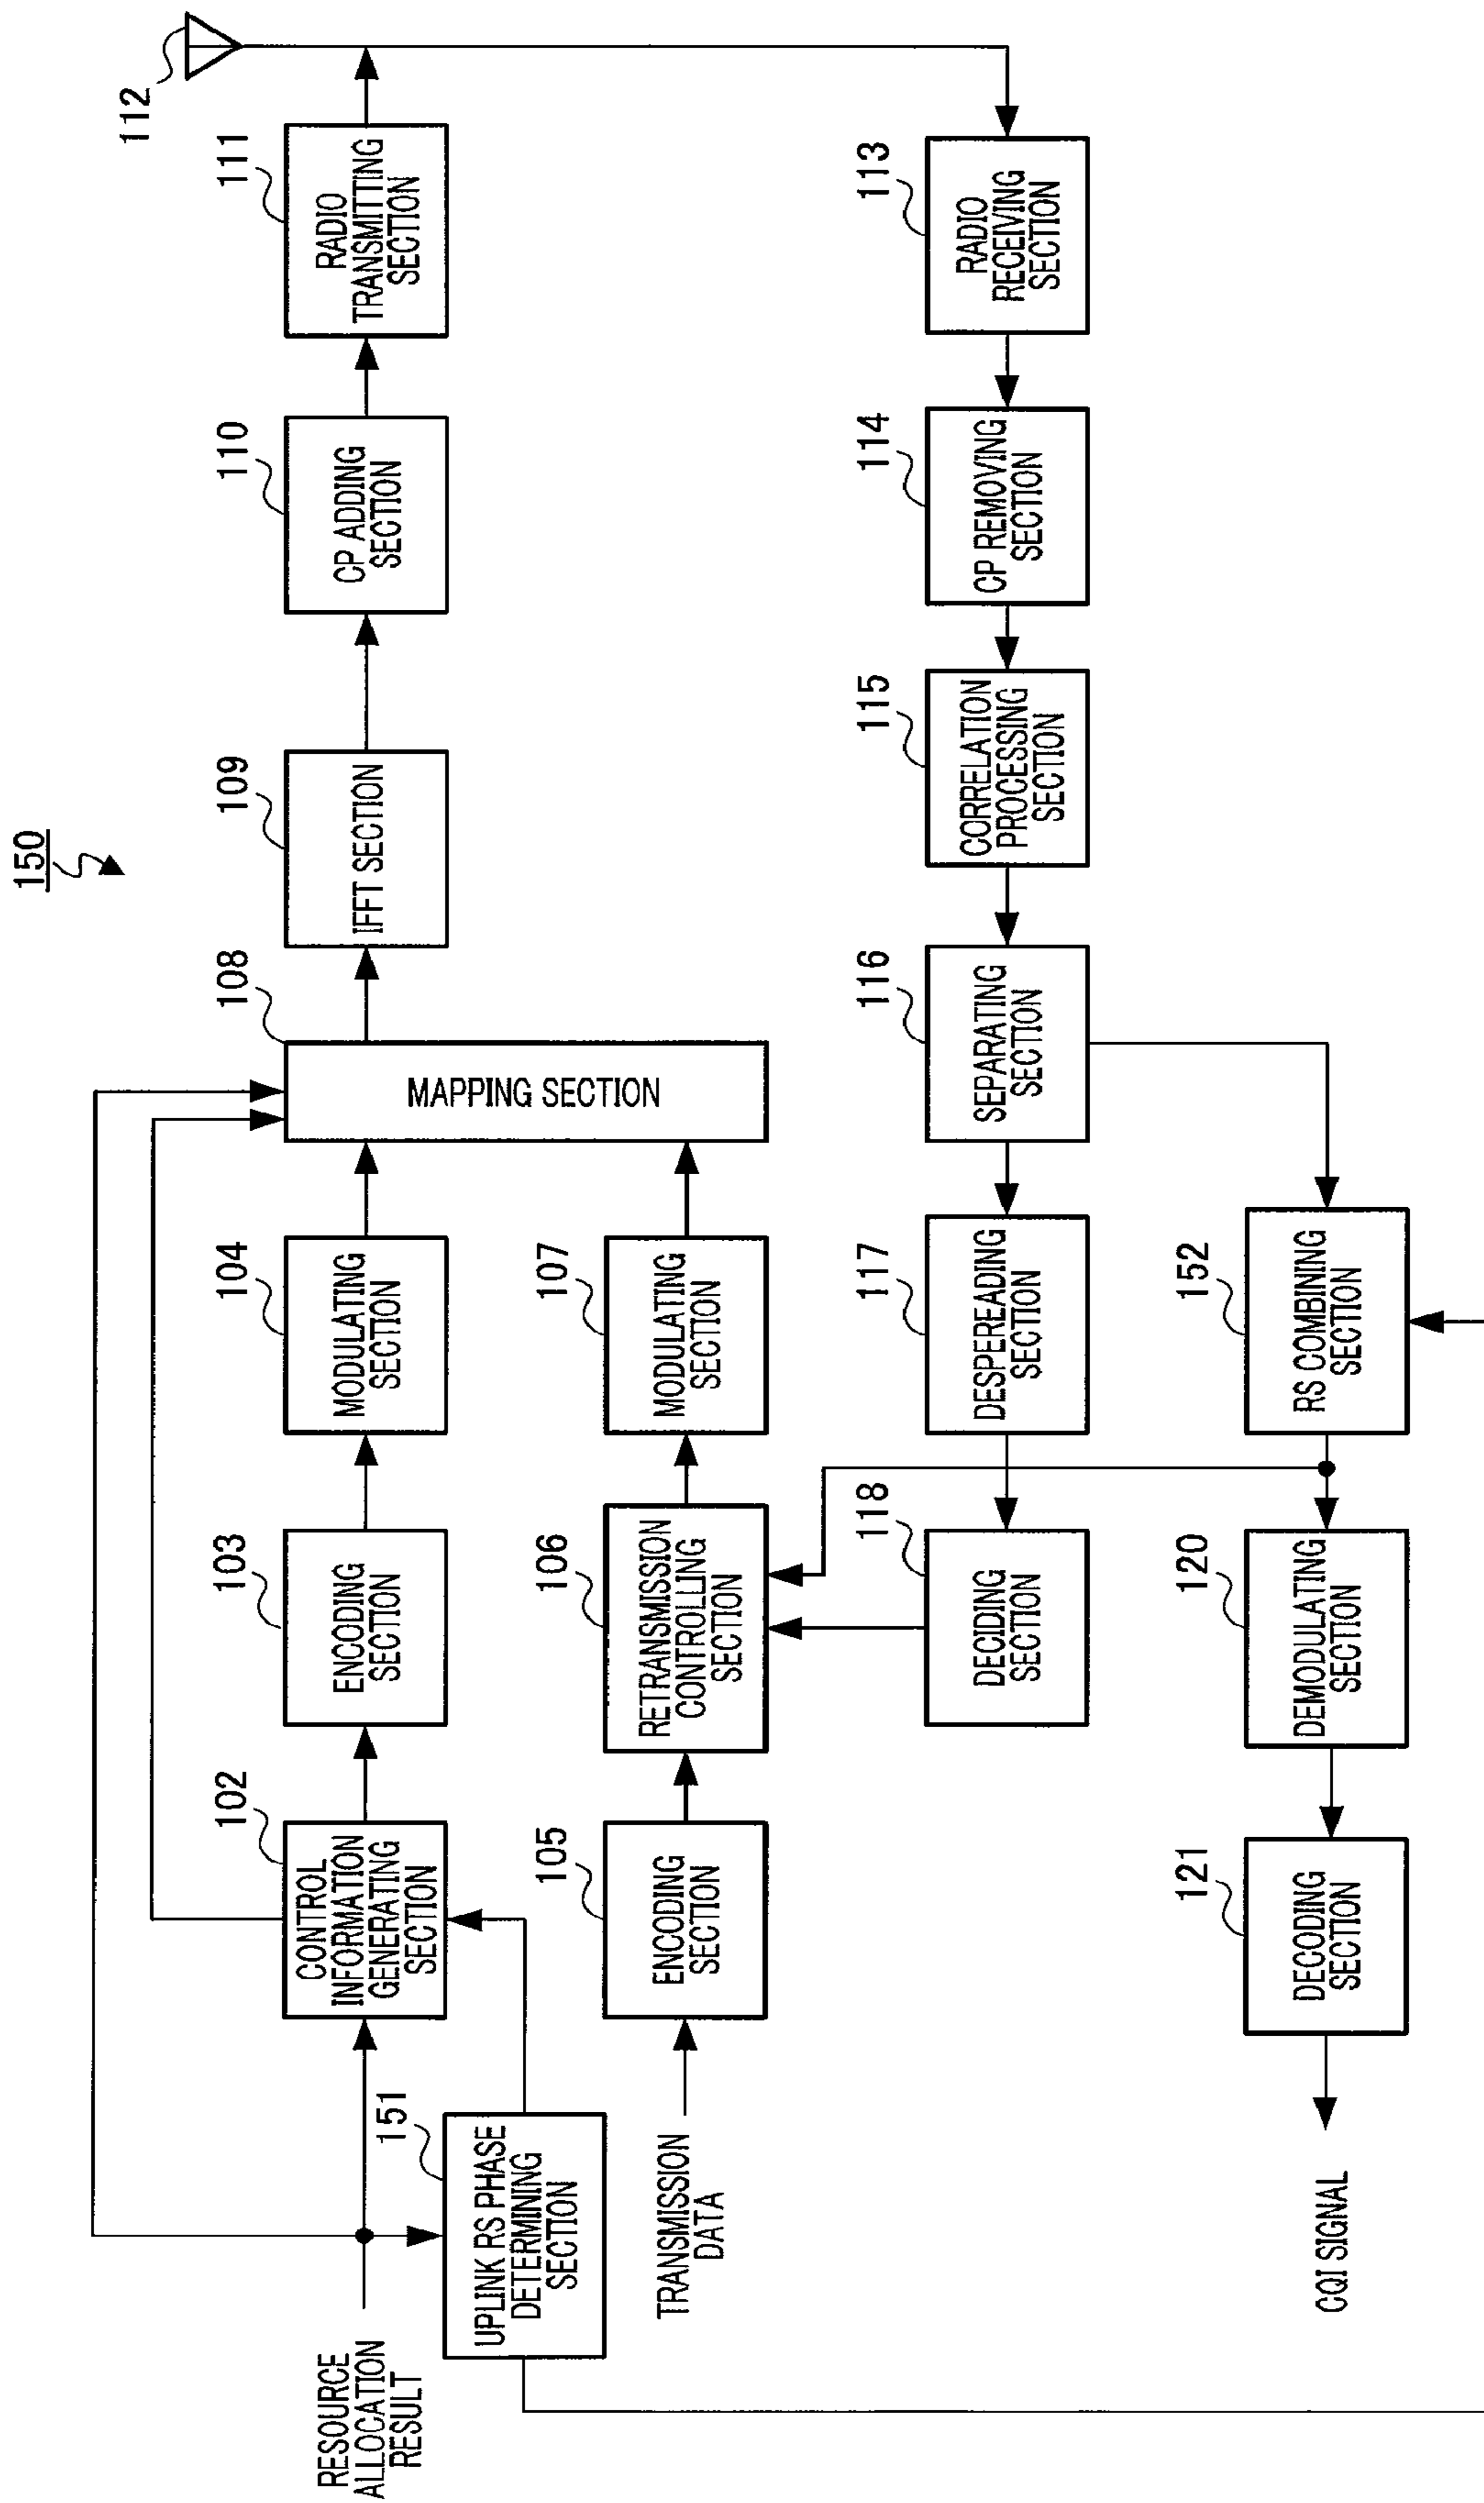 150
112
RESOURCE
ALLOCATION
RESULT
102
CONTROL
INFORMATION
GENERATING
SECTION
103
ENCODING
SECTION
104
MODULATING
SECTION
108
MAPPING SECTION
109
IFFT SECTION
110
CP ADDING
SECTION
111
RADIO
TRANSMITTING
SECTION
151
UPLINK RS PHASE
DETERMINING
SECTION
TRANSMISSION
DATA
105
ENCODING
SECTION
106
RETRANSMISSION
CONTROLLING
SECTION
107
MODULATING
SECTION
118
DECIDING
SECTION
117
DESPEREADING
SECTION
116
SEPARATING
SECTION
115
CORRELATION
PROCESSING
SECTION
114
CP REMOVING
SECTION
113
RADIO
RECEIVING
SECTION
CQI SIGNAL
121
DECODING
SECTION
120
DEMODULATING
SECTION
152
RS COMBINING
SECTION